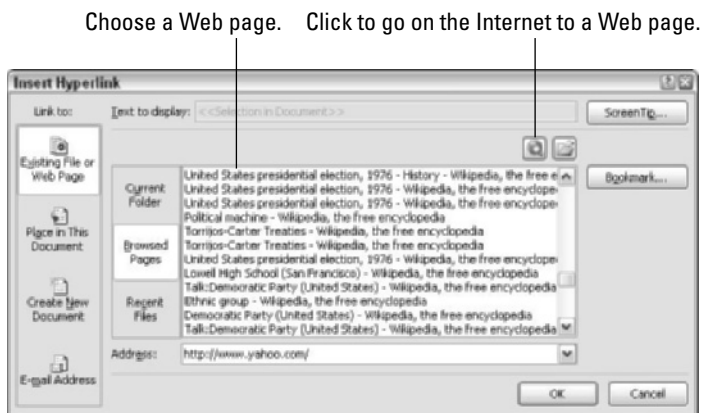 Choose a Web page. Click to go on the Internet to a Web page.
Insert Hyperlink
Link to:
Text to display: <<Selection in Document>>
ScreenTip...
Existing File or
Web Page
Place in This
Document
Create New
Document
E-mail Address
Current
Folder
Browsed
Pages
Recent
Files
United States presidential election, 1976 - History - Wikipedia, the free e
United States presidential election, 1976 - Wikipedia, the free encyclope
United States presidential election, 1976 - Wikipedia, the free encyclope
Political machine - Wikipedia, the free encyclopedia
Torrijos-Carter Treaties - Wikipedia, the free encyclopedia
Torrijos-Carter Treaties - Wikipedia, the free encyclopedia
United States presidential election, 1976 - Wikipedia, the free encyclope
Lowell High School (San Francisco) - Wikipedia, the free encyclopedia
Talk:Democratic Party (United States) - Wikipedia, the free encyclopedia
Ethnic group - Wikipedia, the free encyclopedia
Democratic Party (United States) - Wikipedia, the free encyclopedia
Talk:Democratic Party (United States) - Wikipedia, the free encyclopedia
Bookmark...
Address: http://www.yahoo.com/
OK
Cancel